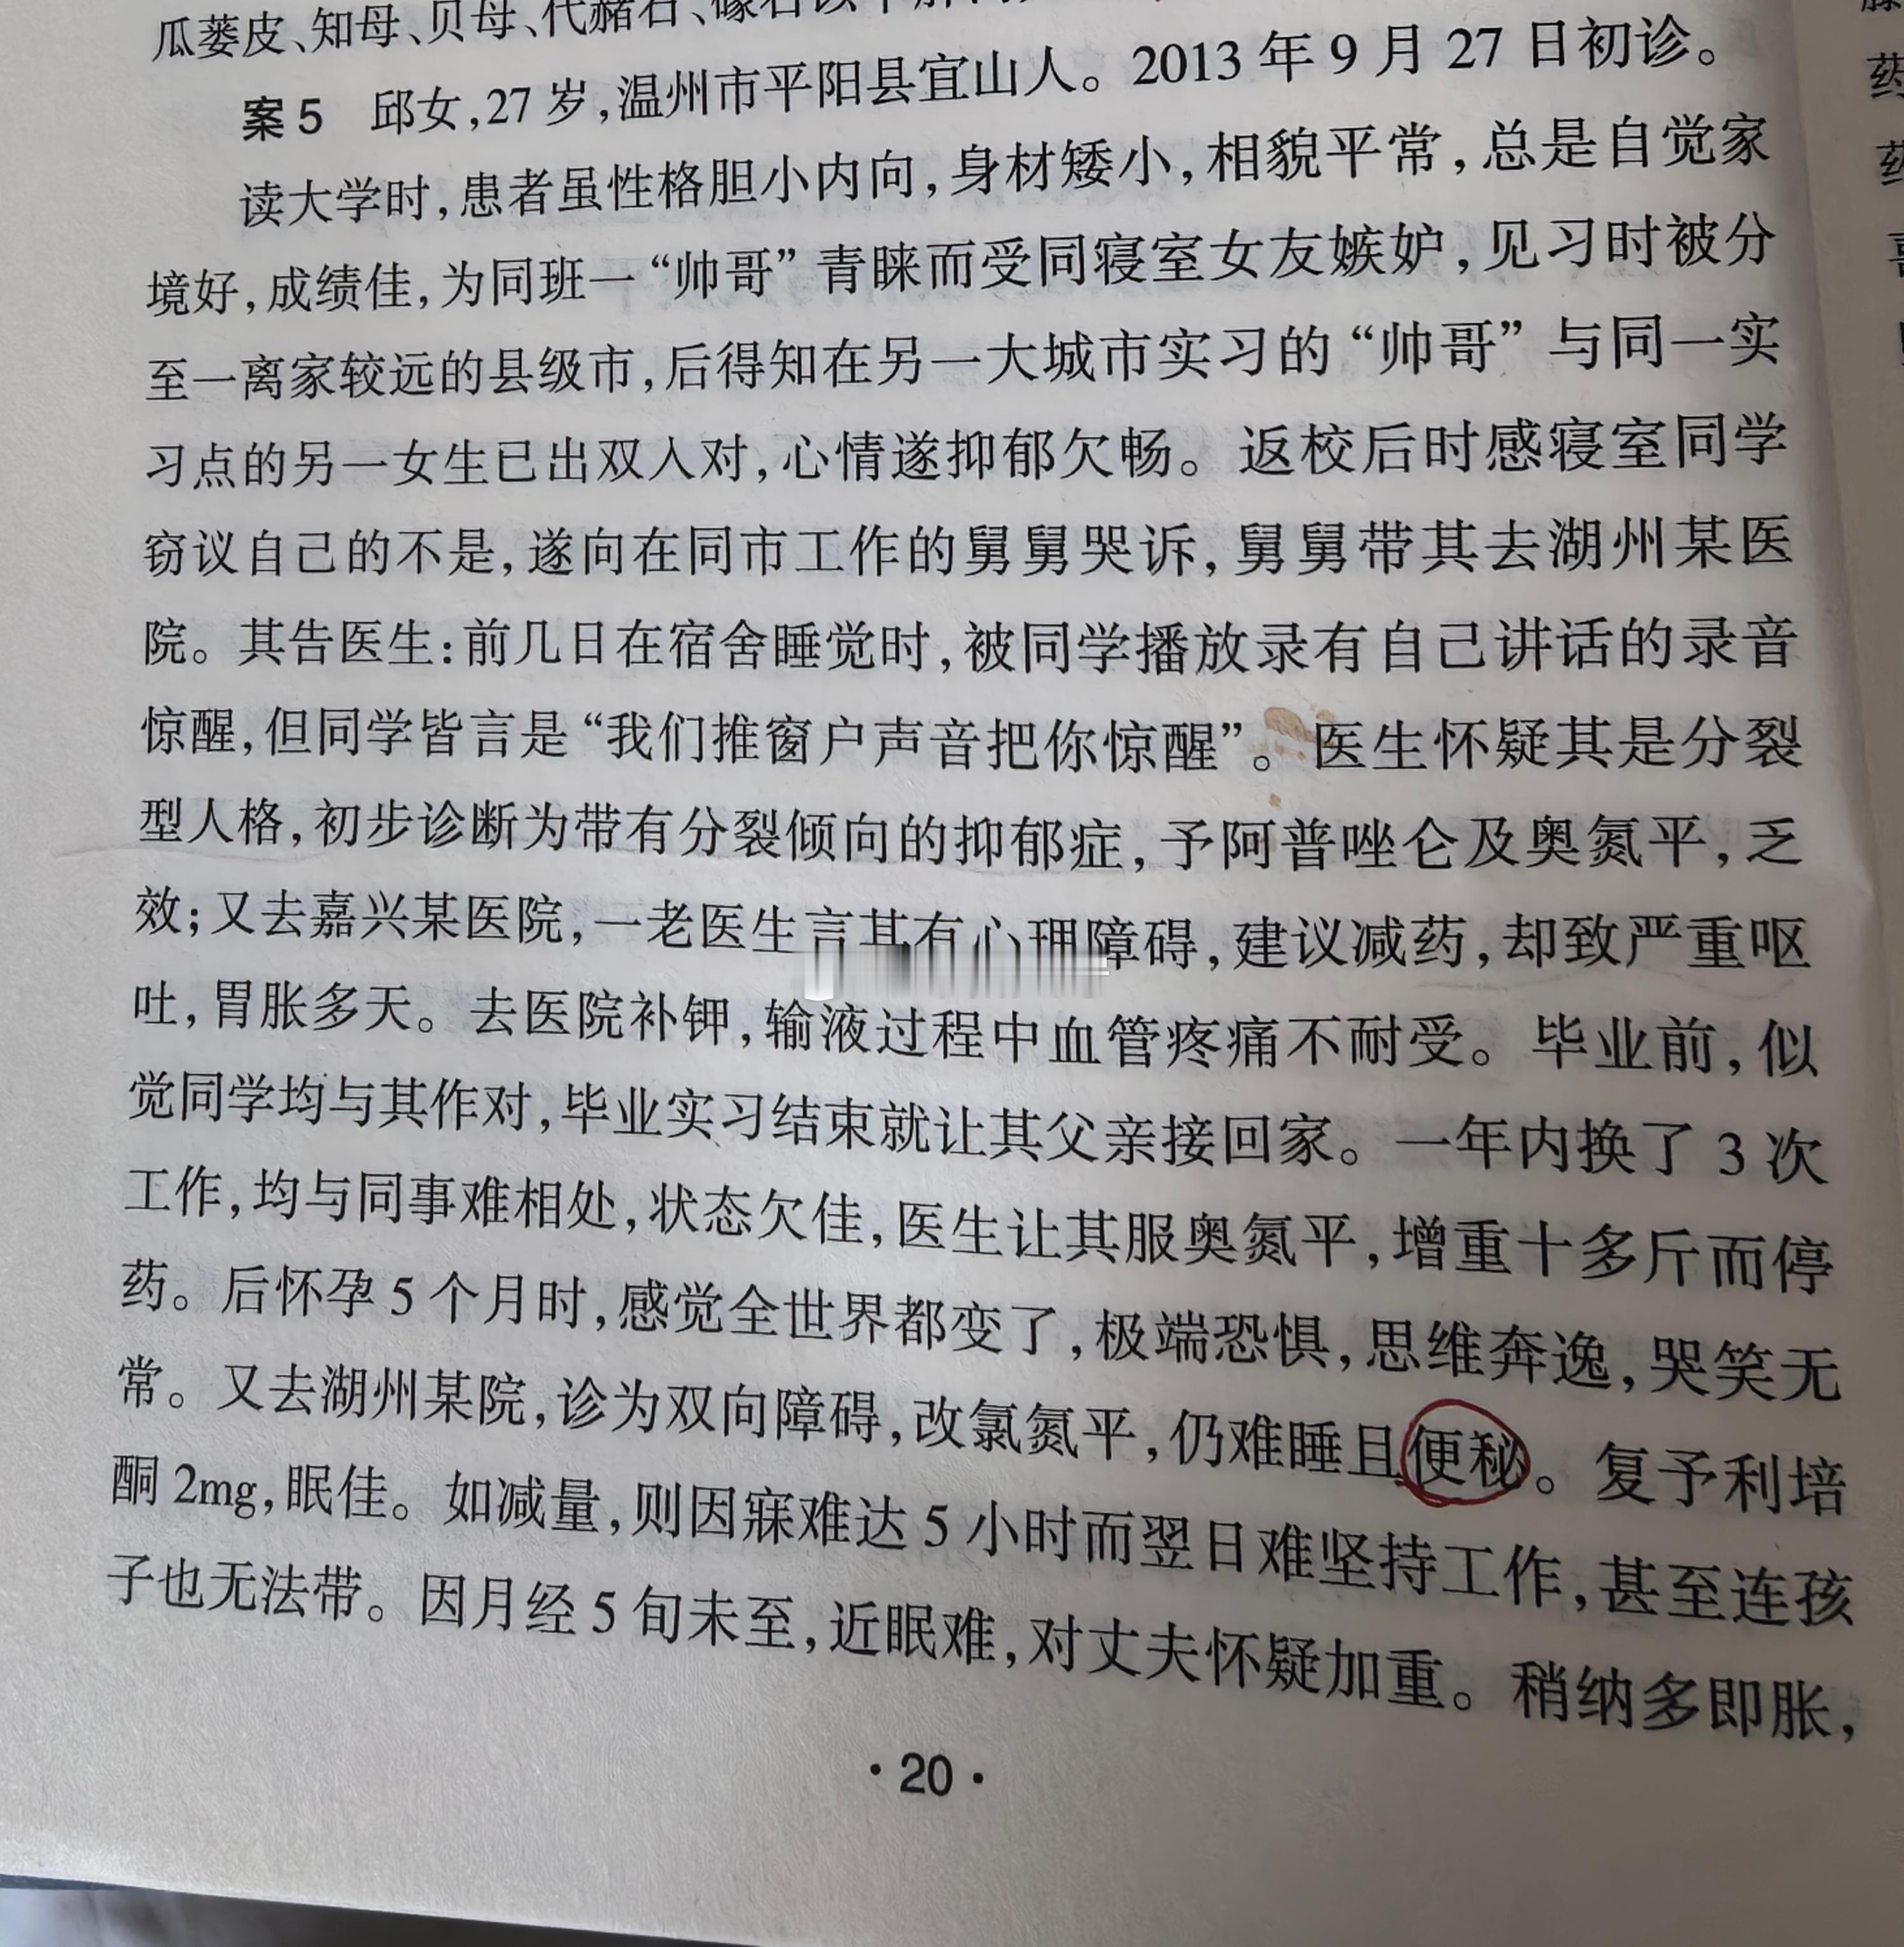 瓜蒌皮、知母、贝母、代赭石、礞石
案5 邱女,27岁,温州市平阳县宜山人。2013年9月27日初诊。
读大学时,患者虽性格胆小内向,身材矮小,相貌平常,总是自觉家
境好,成绩佳,为同班一“帅哥”青睐而受同寝室女友嫉妒,见习时被分
至一离家较远的县级市,后得知在另一大城市实习的“帅哥”与同一实
习点的另一女生已出双入对,心情遂抑郁欠畅。返校后时感寝室同学
窃议自己的不是,遂向在同市工作的舅舅哭诉,舅舅带其去湖州某医
院。其告医生:前几日在宿舍睡觉时,被同学播放录有自己讲话的录音
惊醒,但同学皆言是“我们推窗户声音把你惊醒”。医生怀疑其是分裂
型人格,初步诊断为带有分裂倾向的抑郁症,予阿普唑仑及奥氮平,乏
效;又去嘉兴某医院,一老医生言其有心理障碍,建议减药,却致严重呕
吐,胃胀多天。去医院补钾,输液过程中血管疼痛不耐受。毕业前,似
觉同学均与其作对,毕业实习结束就让其父亲接回家。一年内换了3次
工作,均与同事难相处,状态欠佳,医生让其服奥氮平,增重十多斤而停
药。后怀孕5个月时,感觉全世界都变了,极端恐惧,思维奔逸,哭笑无
常。又去湖州某院,诊为双向障碍,改氯氮平,仍难睡且便秘。复予利培
酮2mg,眠佳。如减量,则因寐难达5小时而翌日难坚持工作,甚至连孩
子也无法带。因月经5旬未至,近眠难,对丈夫怀疑加重。稍纳多即胀,
·20·
药
药